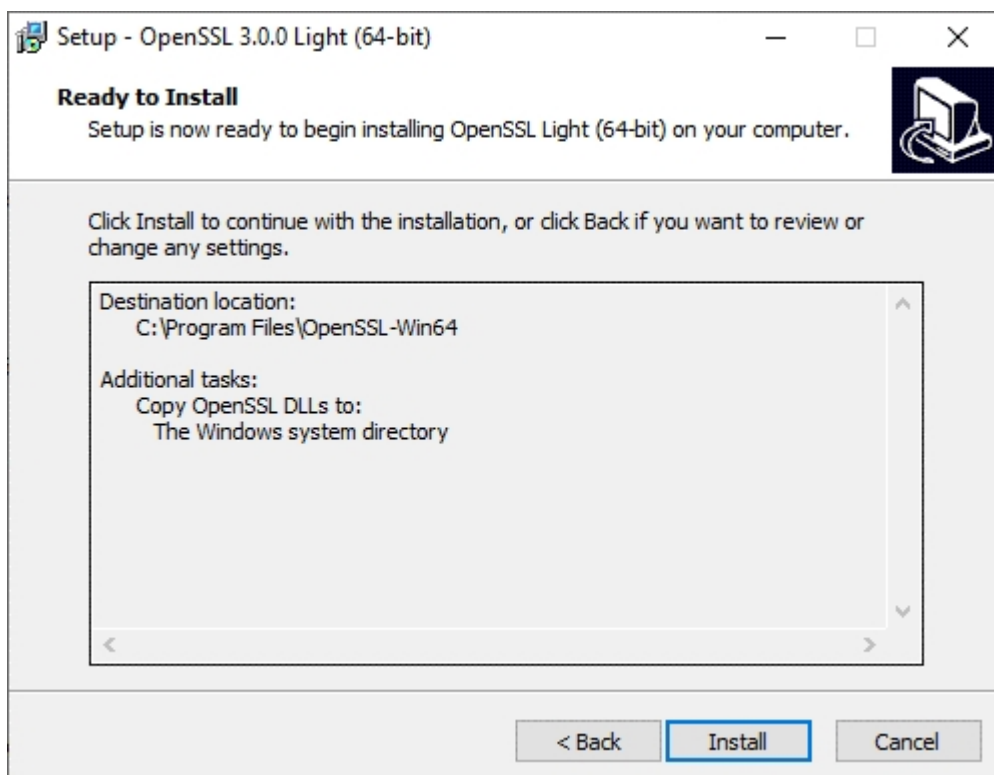 Setup - OpenSSL 3.0.0 Light (64-bit)
Ready to Install
Setup is now ready to begin installing OpenSSL Light (64-bit) on your computer.
Click Install to continue with the installation, or click Back if you want to review or
change any settings.
Destination location:
C:\Program Files\OpenSSL-Win64
Additional tasks:
Copy OpenSSL DLLs to:
The Windows system directory
< Back
Install
Cancel